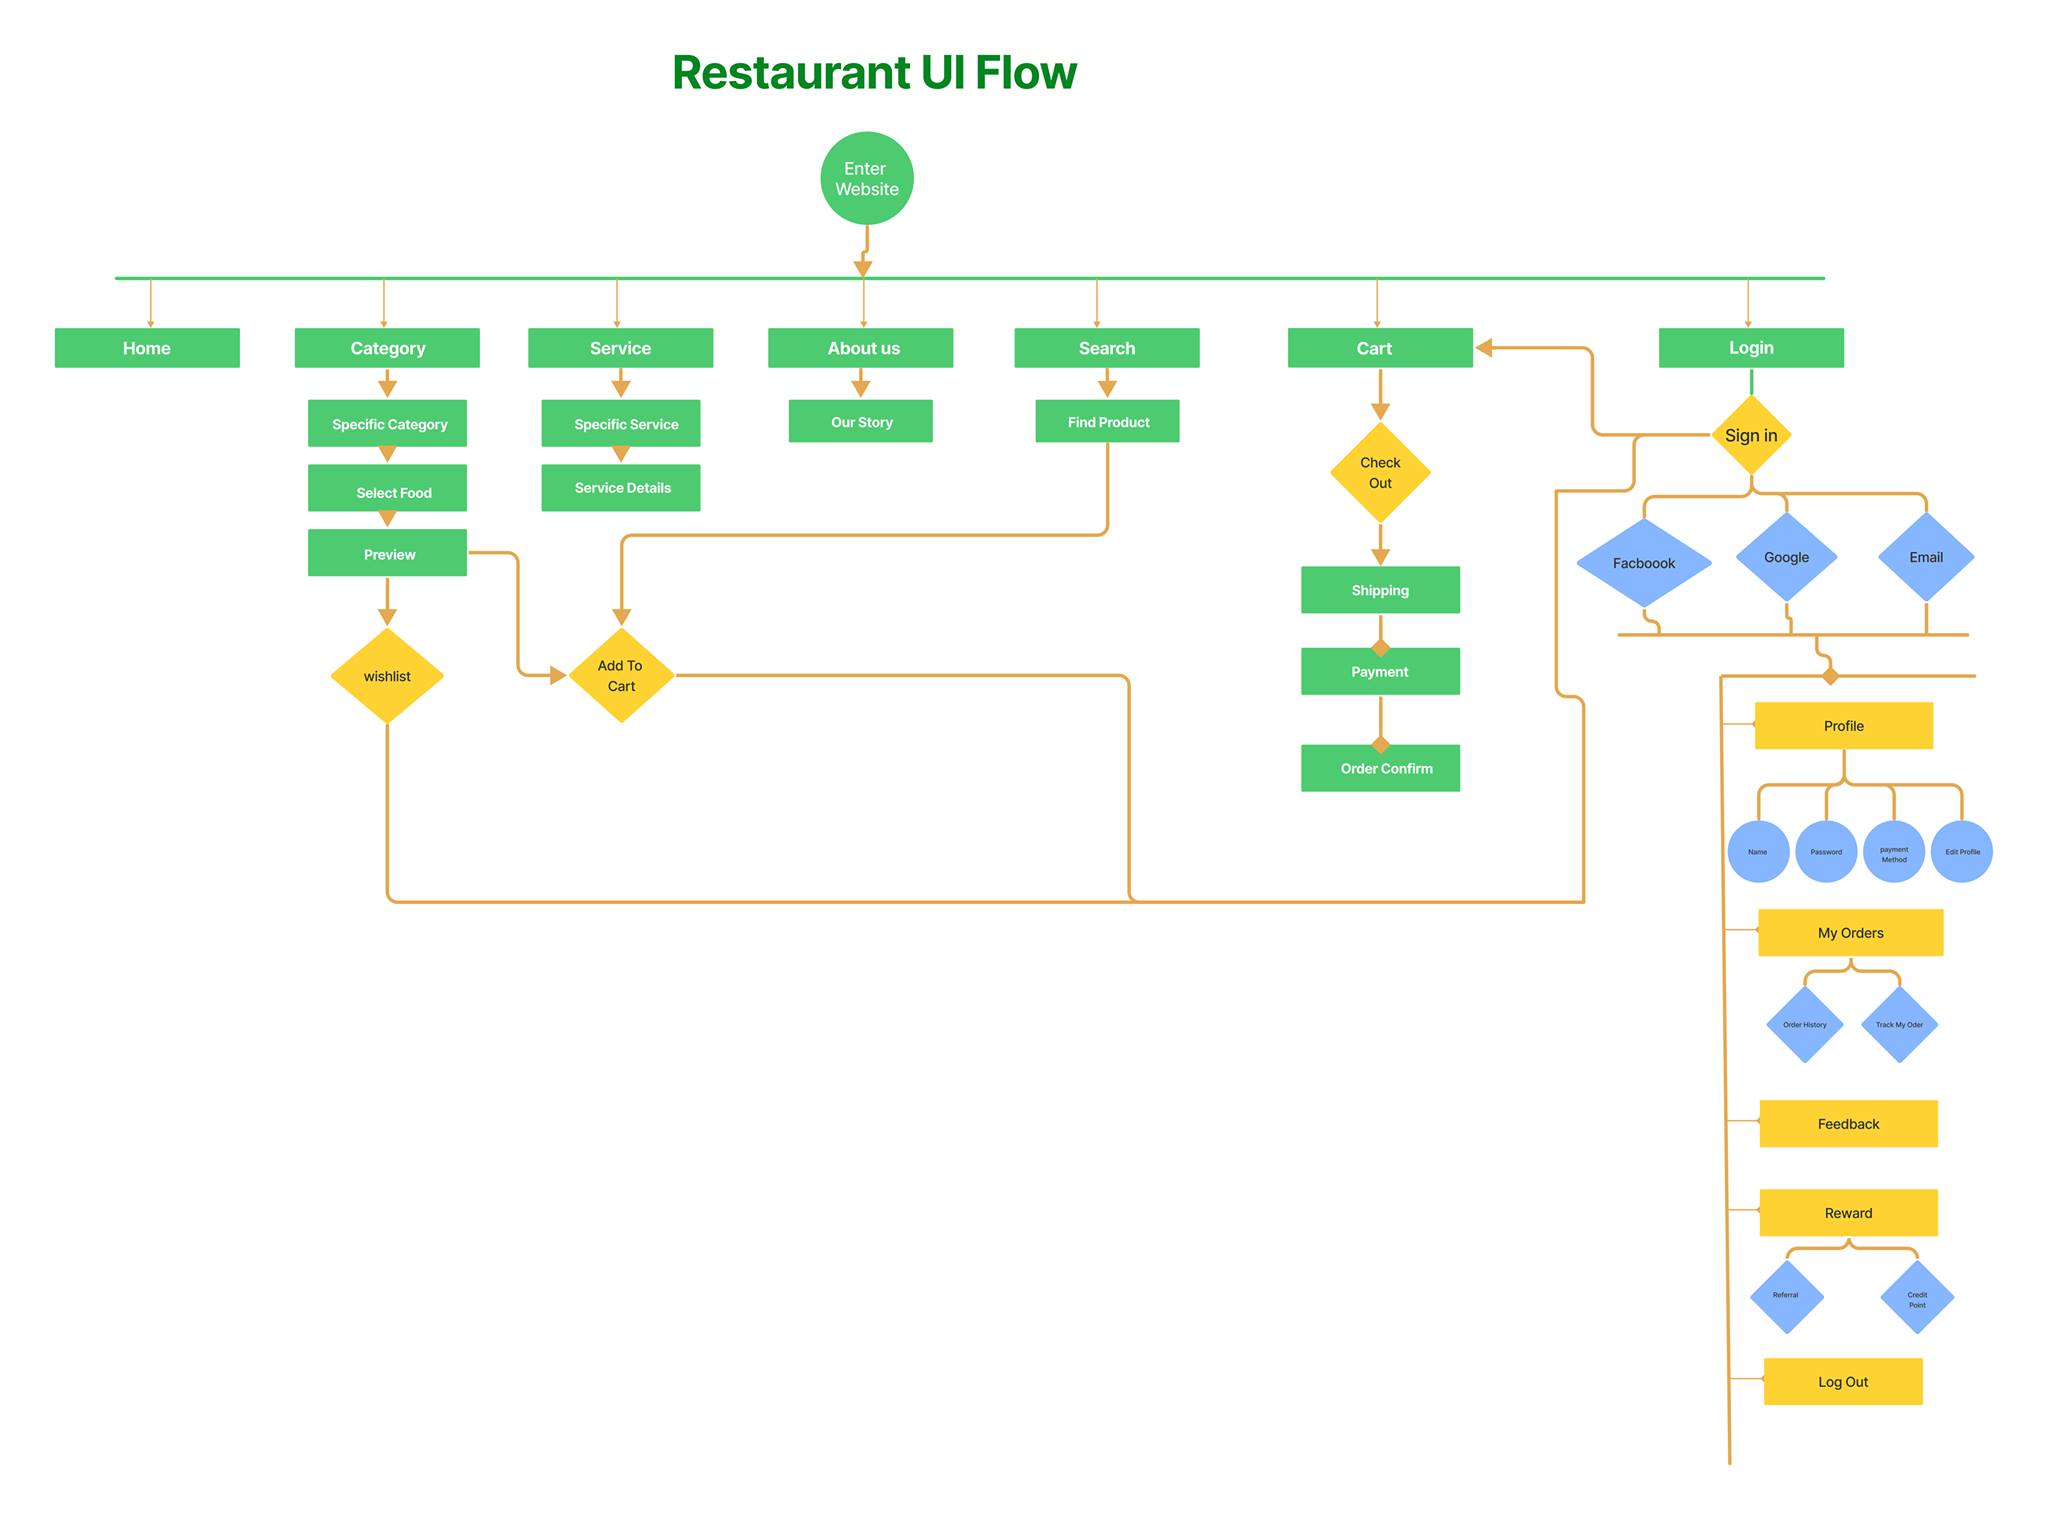 Restaurant UI Flow
Enter
Website
Home
Category
Service
About us
Search
Cart
Login
Specific Category
Specific Service
Our Story
Find Product
Sign in
Check
Out
Select Food
Service Details
Preview
Facboook
Google
Email
Shipping
wishlist
Add To
Cart
Payment
Order Confirm
Profile
Name
Password
payment
Method
Edit Profile
My Orders
Order History
Track My Oder
Feedback
Reward
Referral
Credit
Point
Log Out